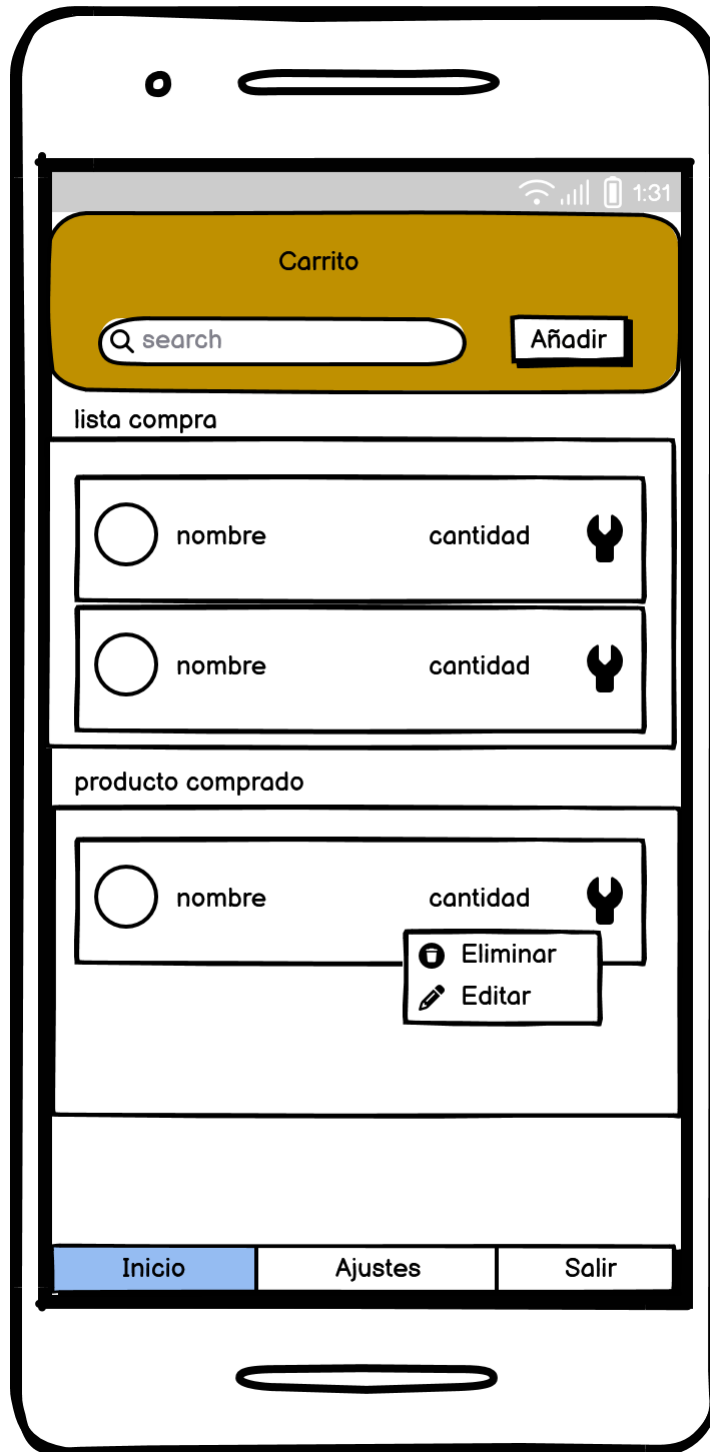 1:31
Carrito
search
Añadir
lista compra
nombre cantidad
nombre cantidad
producto comprado
nombre cantidad
Eliminar
Editar
Inicio Ajustes Salir